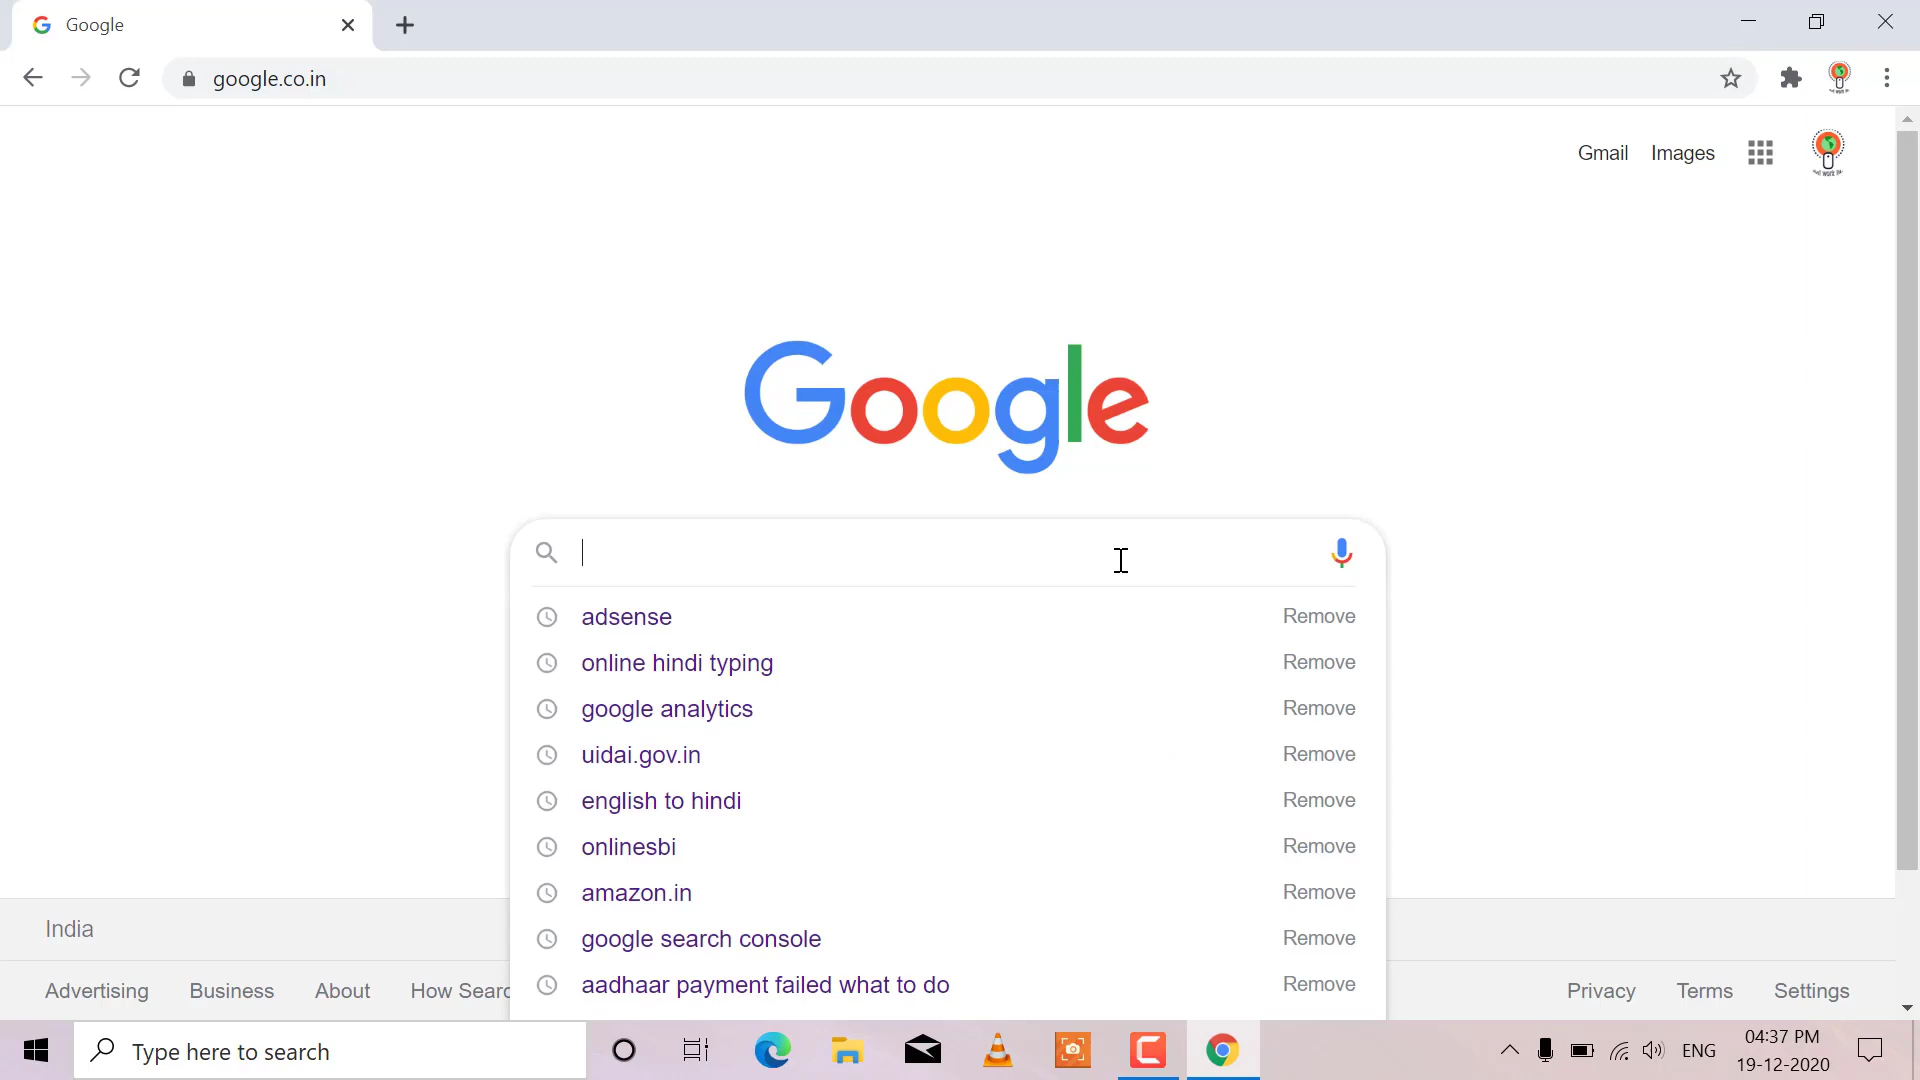 Google
google.co.in
Gmail Images
Google
adsense Remove
online hindi typing Remove
google analytics Remove
uidai.gov.in Remove
english to hindi Remove
onlinesbi Remove
amazon.in Remove
google search console Remove
aadhaar payment failed what to do Remove
India
Advertising Business About How Searc Privacy Terms Settings
Type here to search
ENG
04:37 PM
19-12-2020